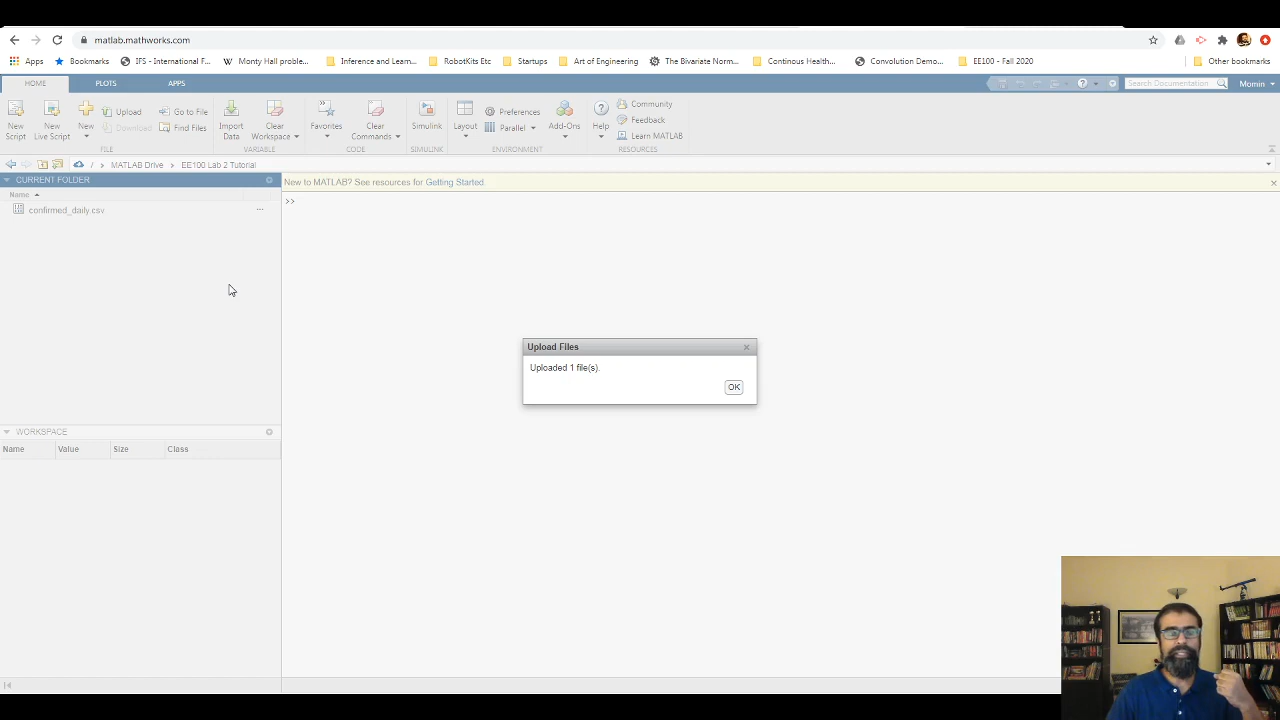 matlab.mathworks.com
Apps Bookmarks IFS - International F... Monty Hall proble... Inference and Learn... RobotKits Etc Startups Art of Engineering The Bivariate Norm... Continous Health... Convolution Demo... EE100 - Fall 2020 Other bookmarks
HOME PLOTS APPS Search Documentation Momin
New Script New Live Script New Upload Download Go to File Find Files Import Data Clear Workspace Favorites Clear Commands Simulink Layout Preferences Parallel Add-Ons Help Community Feedback Learn MATLAB
FILE VARIABLE CODE SIMULINK ENVIRONMENT RESOURCES
/ MATLAB Drive EE100 Lab 2 Tutorial
CURRENT FOLDER
Name
confirmed_daily.csv ...
New to MATLAB? See resources for Getting Started.
>>
Upload Files
Uploaded 1 file(s).
OK
WORKSPACE
Name Value Size Class